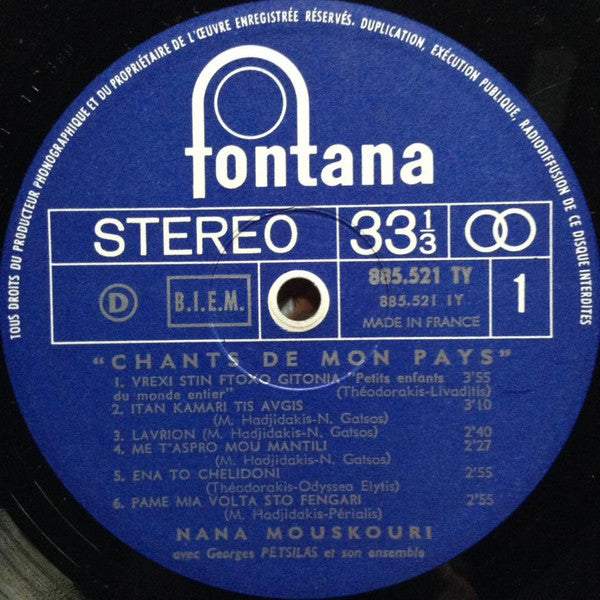 TOUS DROITS DU PRODUCTEUR PHONOGRAPHIQUE ET DU PROPRIÉTAIRE DE L'ŒUVRE ENREGISTRÉE RÉSERVÉS. DUPLICATION, EXÉCUTION PUBLIQUE, RADIODIFFUSION DE CE DISQUE INTERDITES
fontana
STEREO 33 1/3
D B.I.E.M. 885.521 TY 1
885.521 1Y
MADE IN FRANCE
"CHANTS DE MON PAYS"
1. VREXI STIN FTOXO GITONIA "Petits enfants 3'55
du monde entier" (Théodorakis-Livaditis)
2. ITAN KAMARI TIS AVGIS 3'10
(M. Hadjidakis-N. Gatsos)
3. LAVRION (M. Hadjidakis-N. Gatsos) 2'40
4. ME T'ASPRO MOU MANTILI 2'27
(M. Hadjidakis-N. Gatsos)
5. ENA TO CHELIDONI 2'55
(Théodorakis-Odyssea Elytis)
6. PAME MIA VOLTA STO FENGARI 2'55
(M. Hadjidakis-Périalis)
NANA MOUSKOURI
avec Georges PETSILAS et son ensemble